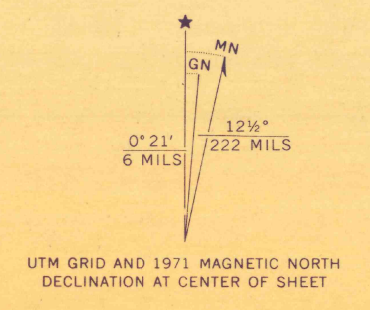 ★
MN
GN
0° 21′
6 MILS
12½°
222 MILS
UTM GRID AND 1971 MAGNETIC NORTH
DECLINATION AT CENTER OF SHEET